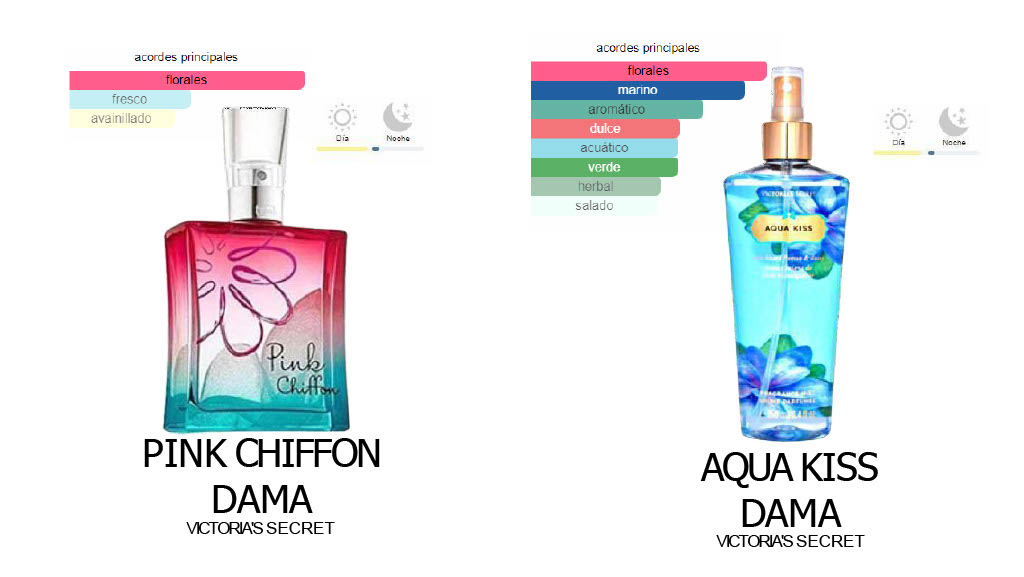 acordes principales
florales
fresco
avainillado
Día
Noche
Pink
Chiffon
PINK CHIFFON
DAMA
VICTORIA'S SECRET
acordes principales
florales
marino
aromático
dulce
acuático
verde
herbal
salado
Día
Noche
VICTORIA'S SECRET
AQUA KISS
AQUA KISS
DAMA
VICTORIA'S SECRET